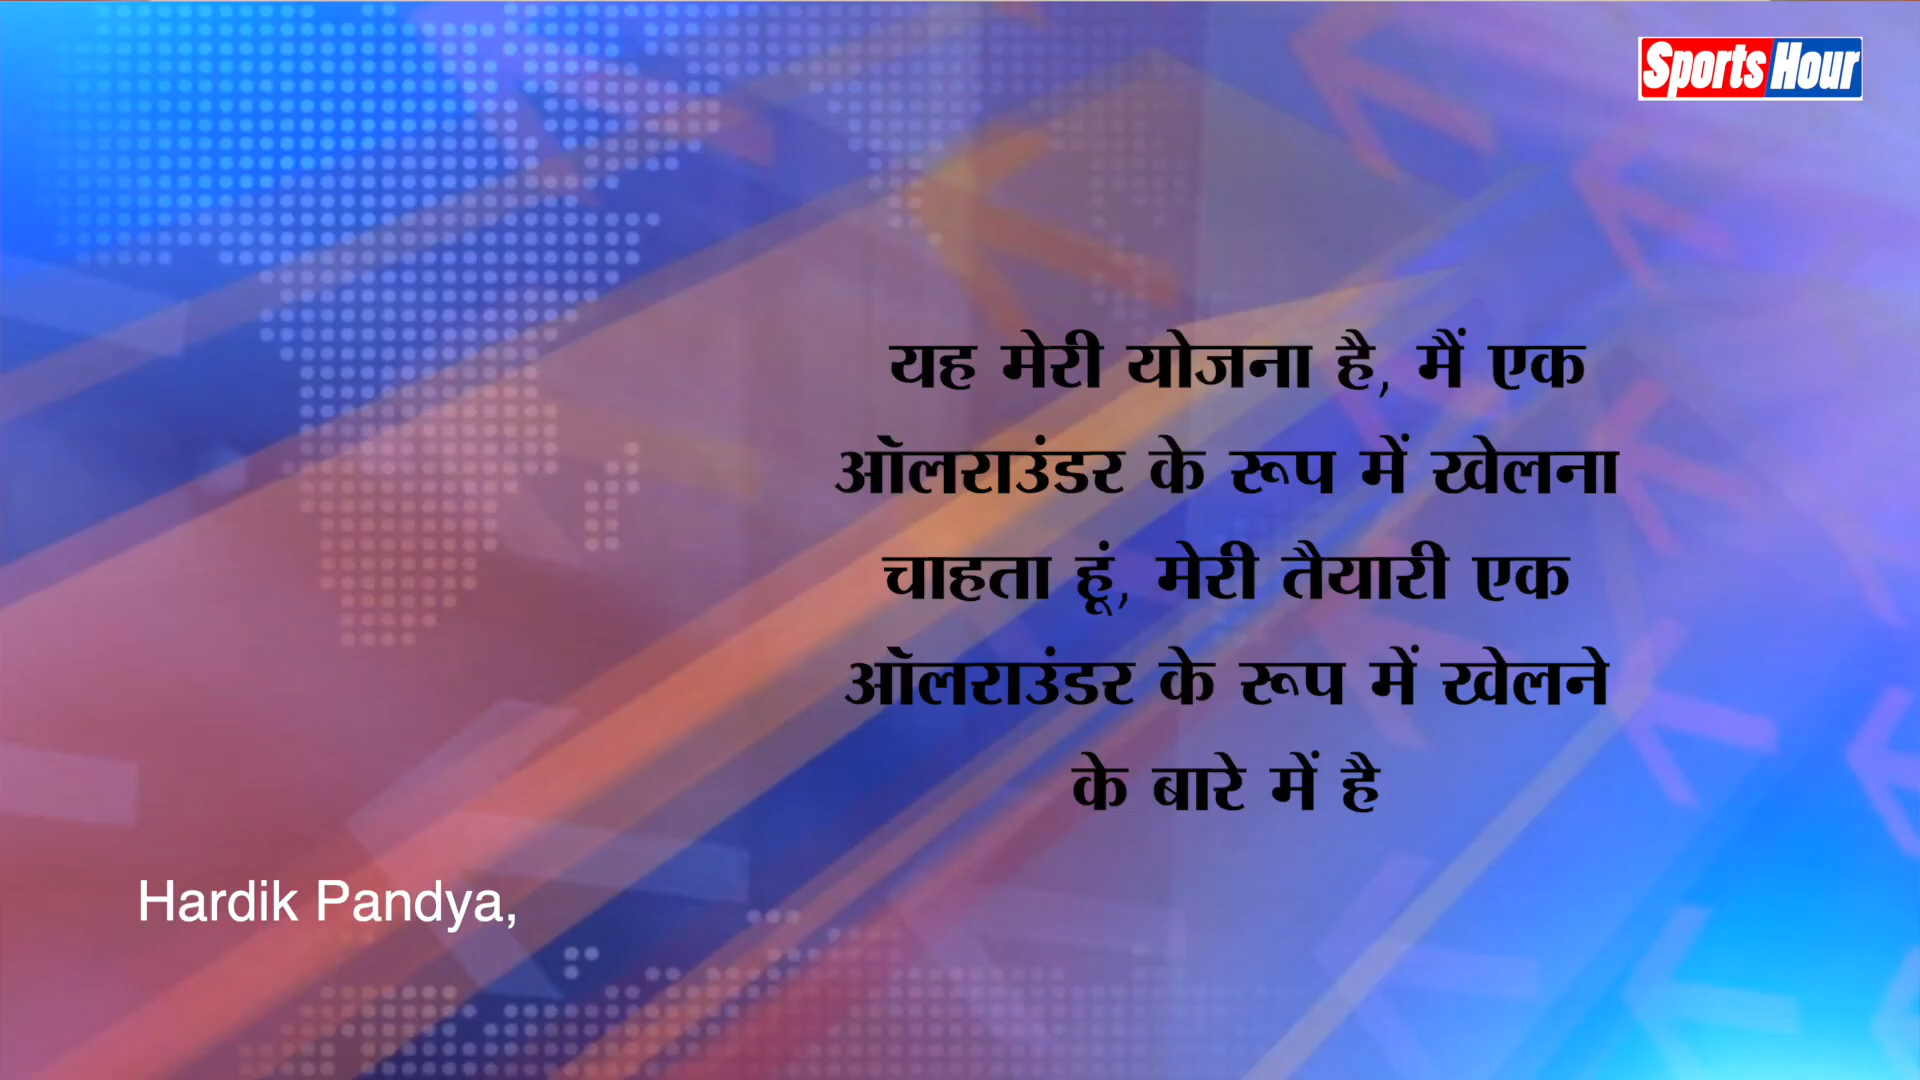 Sports Hour
यह मेरी योजना है, मैं एक
ऑलराउंडर के रूप में खेलना
चाहता हूं, मेरी तैयारी एक
ऑलराउंडर के रूप में खेलने
के बारे में है
Hardik Pandya,